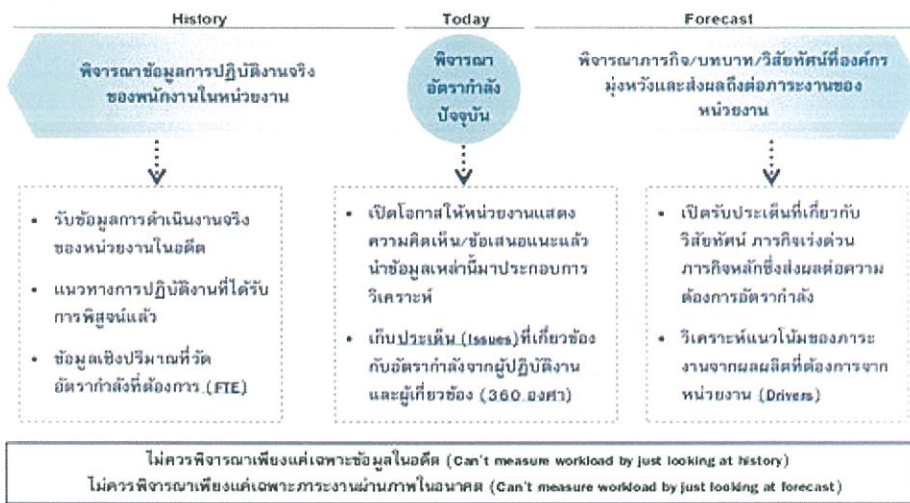 History
Today
Forecast
พิจารณาข้อมูลการปฏิบัติงานจริง
ของพนักงานในหน่วยงาน
พิจารณา
อัตรากำลัง
ปัจจุบัน
พิจารณาภารกิจ/บทบาท/วิสัยทัศน์ที่องค์กร
มุ่งหวังและส่งผลถึงต่อภาระงานของ
หน่วยงาน
• รับข้อมูลการดำเนินงานจริง
ของหน่วยงานในอดีต
• แนวทางการปฏิบัติงานที่ได้รับ
การพิสูจน์แล้ว
• ข้อมูลเชิงปริมาณที่วัด
อัตรากำลังที่ต้องการ (FTE)
• เปิดโอกาสให้หน่วยงานแสดง
ความคิดเห็น/ข้อเสนอแนะแล้ว
นำข้อมูลเหล่านี้มาประกอบการ
วิเคราะห์
• เก็บประเด็น (Issues) ที่เกี่ยวข้อง
กับอัตรากำลังจากผู้ปฏิบัติงาน
และผู้เกี่ยวข้อง (360 องศา)
• เปิดรับประเด็นที่เกี่ยวกับ
วิสัยทัศน์ ภารกิจเร่งด่วน
ภารกิจหลักซึ่งส่งผลต่อความ
ต้องการอัตรากำลัง
• วิเคราะห์แนวโน้มของภาระ
งานจากผลผลิตที่ต้องการจาก
หน่วยงาน (Drivers)
ไม่ควรพิจารณาเพียงแค่เฉพาะข้อมูลในอดีต (Can't measure workload by just looking at history)
ไม่ควรพิจารณาเพียงแค่เฉพาะภาระงานผ่านภาพในอนาคต (Can't measure workload by just looking at forecast)